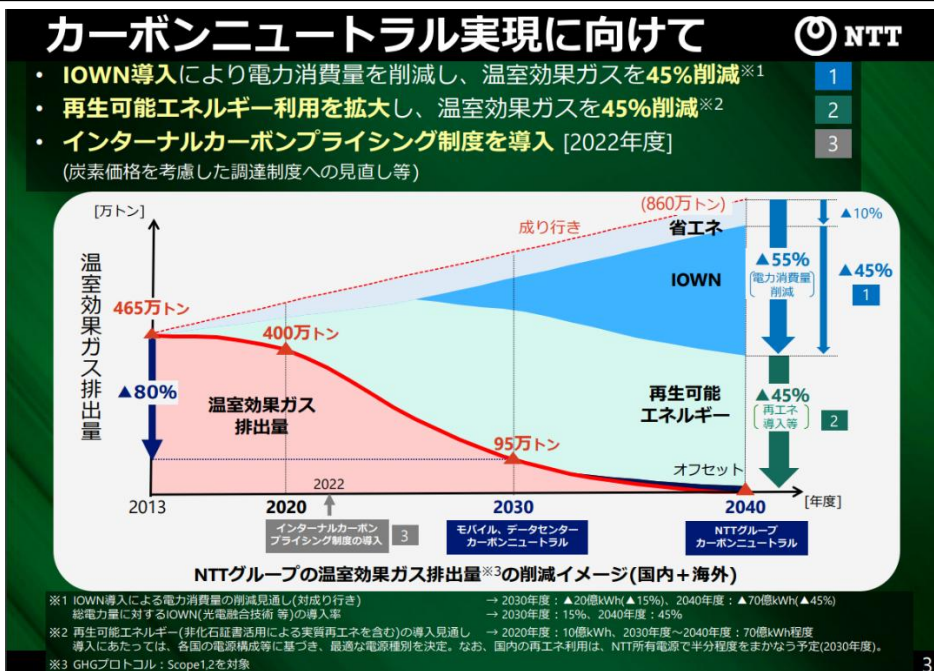 カーボンニュートラル実現に向けて
NTT
・ IOWN導入により電力消費量を削減し、温室効果ガスを45%削減※1
1
・ 再生可能エネルギー利用を拡大し、温室効果ガスを45%削減※2
2
・ インターナルカーボンプライシング制度を導入 [2022年度]
3
(炭素価格を考慮した調達制度への見直し等)
[万トン]
(860万トン)
▲10%
成り行き
省エネ
温室効果ガス排出量
▲55%
電力消費量
削減
IOWN
▲45%
1
465万トン
400万トン
▲80%
温室効果ガス
排出量
再生可能
エネルギー
▲45%
再エネ
導入等
2
95万トン
オフセット
2022
2013
2020
2030
2040
[年度]
インターナルカーボン
プライシング制度の導入
3
モバイル、データセンター
カーボンニュートラル
NTTグループ
カーボンニュートラル
NTTグループの温室効果ガス排出量※3の削減イメージ(国内+海外)
※1 IOWN導入による電力消費量の削減見通し(対成り行き) → 2030年度:▲20億kWh(▲15%)、2040年度:▲70億kWh(▲45%)
総電力量に対するIOWN(光電融合技術 等)の導入率 → 2030年度:15%、2040年度:45%
※2 再生可能エネルギー(非化石証書活用による実質再エネを含む)の導入見通し → 2020年度:10億kWh、2030年度~2040年度:70億kWh程度
導入にあたっては、各国の電源構成等に基づき、最適な電源種別を決定。なお、国内の再エネ利用は、NTT所有電源で半分程度をまかなう予定(2030年度)。
※3 GHGプロトコル:Scope1,2を対象
3